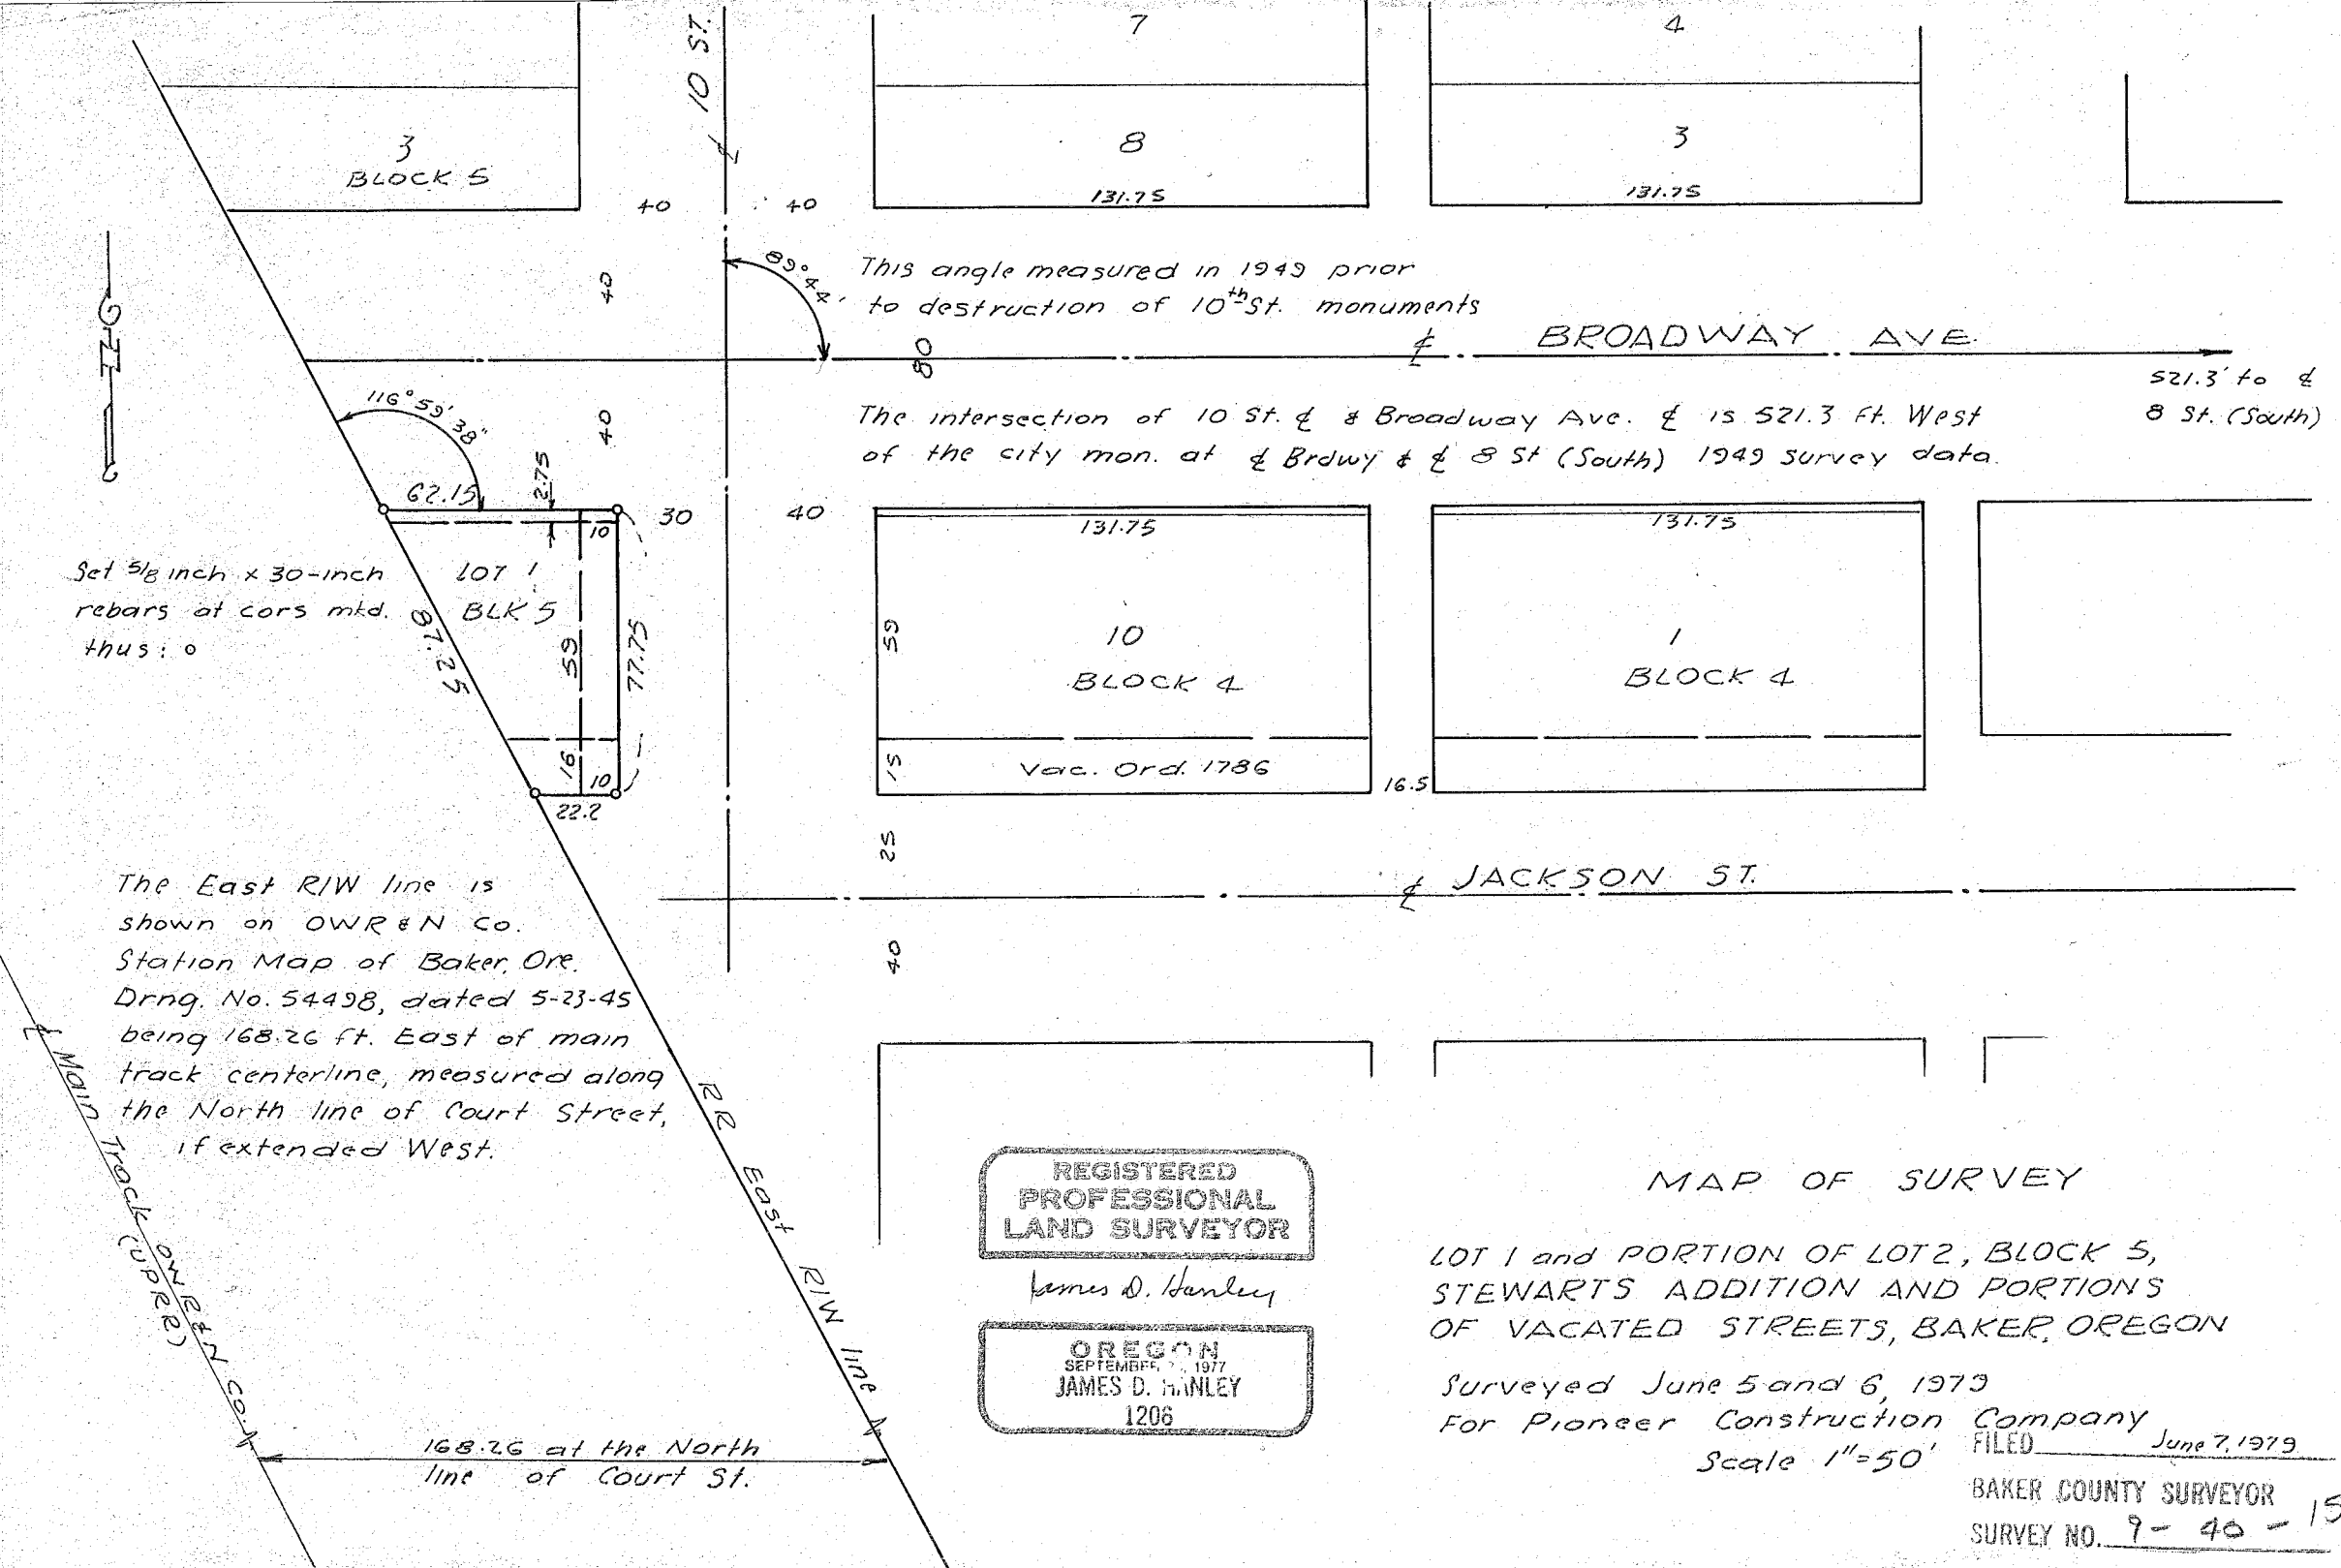 10 ST.
℄
7
4
3
BLOCK 5
8
3
40
40
131.75
131.75
40
89°44'
This angle measured in 1949 prior
to destruction of 10th St. monuments
80
℄ BROADWAY AVE.
521.3' to ℄
8 St. (South)
116°59'38"
40
The intersection of 10 St. ℄ & Broadway Ave. ℄ is 521.3 ft. West
of the city mon. at ℄ Brdwy & ℄ 8 St (South) 1949 survey data.
62.15
2.75
30
40
10
131.75
131.75
Set 5/8 inch x 30-inch
rebars at cors mkd.
thus: o
LOT 1
BLK 5
87.25
59
77.75
59
10
BLOCK 4
1
BLOCK 4
16
10
22.2
15
Vac. Ord. 1786
16.5
25
℄ JACKSON ST.
40
The East R/W line is
shown on OWR&N Co.
Station Map of Baker, Ore.
Drng. No. 54498, dated 5-23-45
being 168.26 ft. East of main
track centerline, measured along
the North line of Court Street,
if extended West.
℄ Main Track OWR&N Co.
(UPRR)
RR East R/W line
168.26 at the North
line of Court St.
REGISTERED
PROFESSIONAL
LAND SURVEYOR
James D. Hanley
OREGON
1977
JAMES D. HANLEY
1206
MAP OF SURVEY
LOT 1 and PORTION OF LOT 2, BLOCK 5,
STEWARTS ADDITION AND PORTIONS
OF VACATED STREETS, BAKER, OREGON
Surveyed June 5 and 6, 1979
For Pioneer Construction Company
Scale 1"=50'
FILED June 7, 1979
BAKER COUNTY SURVEYOR
SURVEY NO. 9-40-15